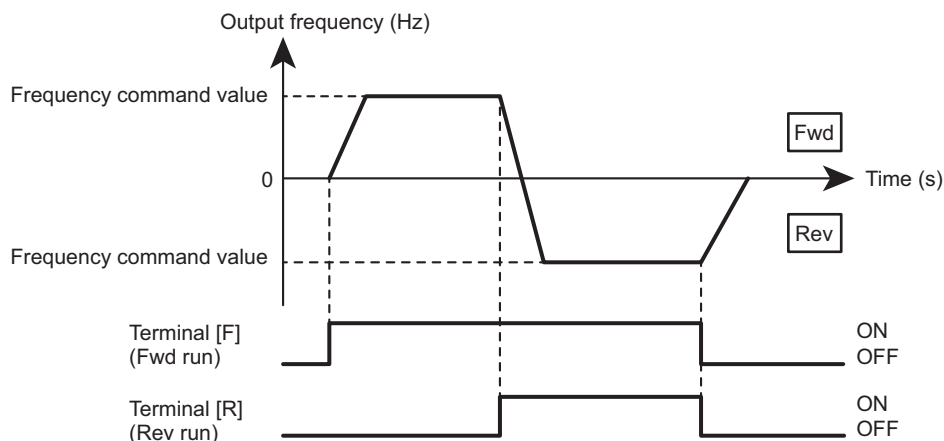 Output frequency (Hz)
Frequency command value
Fwd
0
Time (s)
Rev
Frequency command value
Terminal [F]
(Fwd run)
ON
OFF
Terminal [R]
(Rev run)
ON
OFF